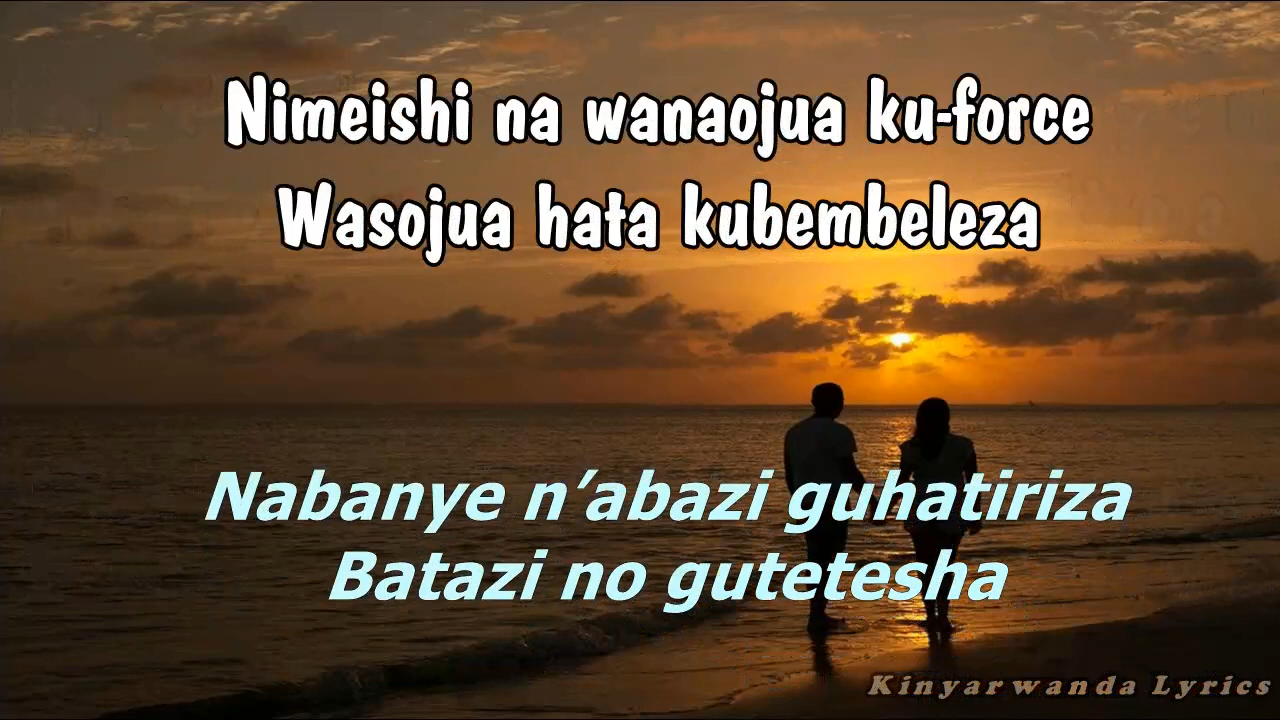 Nimeishi na wanaojua ku-force
Wasojua hata kubembeleza
Nabanye n’abazi guhatiriza
Batazi no gutetesha
Kinyarwanda Lyrics